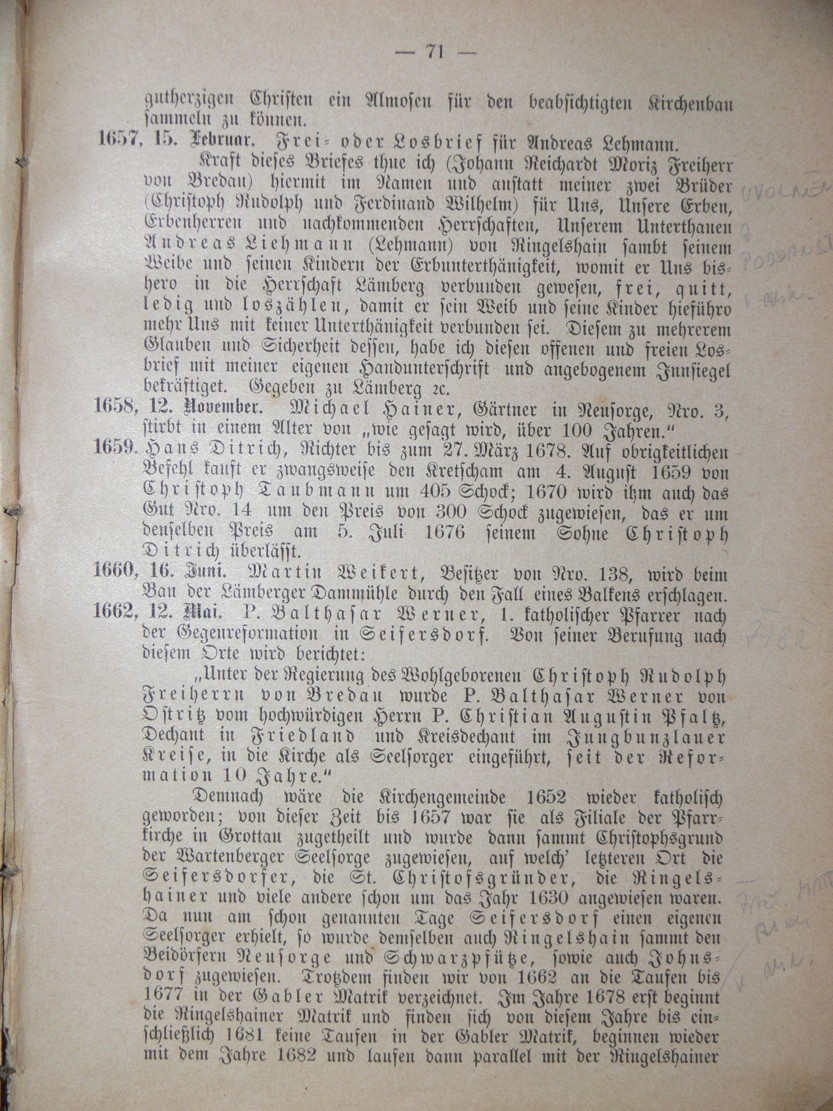 — 71 —
gutherzigen Christen ein Almosen für den beabsichtigten Kirchenbau
sammeln zu können.
1657, 15. Februar. Frei- oder Losbrief für Andreas Lehmann.
Kraft dieses Briefes thue ich (Johann Reichardt Moriz Freiherr
von Bredau) hiermit im Namen und anstatt meiner zwei Brüder
(Christoph Rudolph und Ferdinand Wilhelm) für Uns, Unsere Erben,
Erbenherren und nachkommenden Herrschaften, Unserem Unterthanen
Andreas Liehmann (Lehmann) von Ringelshain sambt seinem
Weibe und seinen Kindern der Erbunterthänigkeit, womit er Uns bis-
hero in die Herrschaft Lämberg verbunden gewesen, frei, quitt,
ledig und loszählen, damit er sein Weib und seine Kinder hieführo
mehr Uns mit keiner Unterthänigkeit verbunden sei. Diesem zu mehrerem
Glauben und Sicherheit dessen, habe ich diesen offenen und freien Los-
brief mit meiner eigenen Handunterschrift und angebogenem Innsiegel
bekräftiget. Gegeben zu Lämberg ꝛc.
1658, 12. November. Michael Hainer, Gärtner in Neusorge, Nro. 3,
stirbt in einem Alter von „wie gesagt wird, über 100 Jahren."
1659. Hans Ditrich, Richter bis zum 27. März 1678. Auf obrigkeitlichen
Befehl kauft er zwangsweise den Kretscham am 4. August 1659 von
Christoph Taubmann um 405 Schock; 1670 wird ihm auch das
Gut Nro. 14 um den Preis von 300 Schock zugewiesen, das er um
denselben Preis am 5. Juli 1676 seinem Sohne Christoph
Ditrich überlässt.
1660, 16. Juni. Martin Weikert, Besitzer von Nro. 138, wird beim
Bau der Lämberger Dammühle durch den Fall eines Balkens erschlagen.
1662, 12. Mai. P. Balthasar Werner, 1. katholischer Pfarrer nach
der Gegenreformation in Seifersdorf. Von seiner Berufung nach
diesem Orte wird berichtet:
„Unter der Regierung des Wohlgeborenen Christoph Rudolph
Freiherrn von Bredau wurde P. Balthasar Werner von
Ostritz vom hochwürdigen Herrn P. Christian Augustin Pfaltz,
Dechant in Friedland und Kreisdechant im Jungbunzlauer
Kreise, in die Kirche als Seelsorger eingeführt, seit der Refor-
mation 10 Jahre."
Demnach wäre die Kirchengemeinde 1652 wieder katholisch
geworden; von dieser Zeit bis 1657 war sie als Filiale der Pfarr-
kirche in Grottau zugetheilt und wurde dann sammt Christophsgrund
der Wartenberger Seelsorge zugewiesen, auf welch' letzteren Ort die
Seifersdorfer, die St. Christofsgründer, die Ringels-
hainer und viele andere schon um das Jahr 1630 angewiesen waren.
Da nun am schon genannten Tage Seifersdorf einen eigenen
Seelsorger erhielt, so wurde demselben auch Ringelshain sammt den
Beidörfern Neusorge und Schwarzpfütze, sowie auch Johns-
dorf zugewiesen. Trotzdem finden wir von 1662 an die Taufen bis
1677 in der Gabler Matrik verzeichnet. Im Jahre 1678 erst beginnt
die Ringelshainer Matrik und finden sich von diesem Jahre bis ein-
schließlich 1681 keine Taufen in der Gabler Matrik, beginnen wieder
mit dem Jahre 1682 und laufen dann parallel mit der Ringelshainer